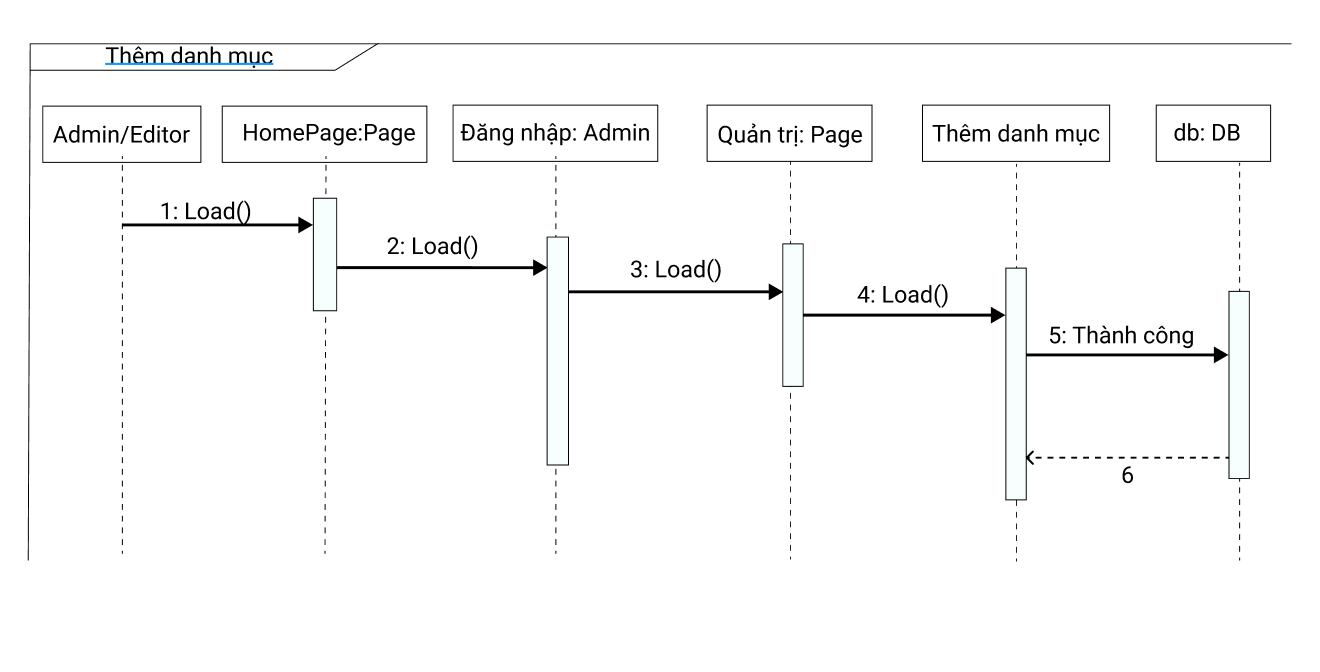 Thêm danh mục
Admin/Editor
HomePage:Page
Đăng nhập: Admin
Quản trị: Page
Thêm danh mục
db: DB
1: Load()
2: Load()
3: Load()
4: Load()
5: Thành công
6